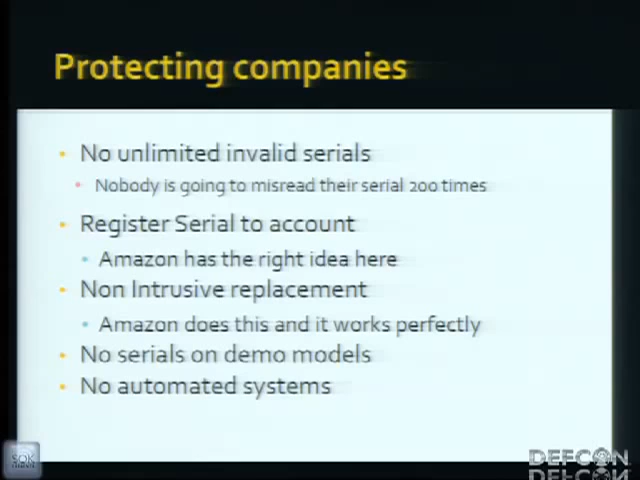 Protecting companies
No unlimited invalid serials
Nobody is going to misread their serial 200 times
Register Serial to account
Amazon has the right idea here
Non Intrusive replacement
Amazon does this and it works perfectly
No serials on demo models
No automated systems
SOK
DEFCON
DEFCON